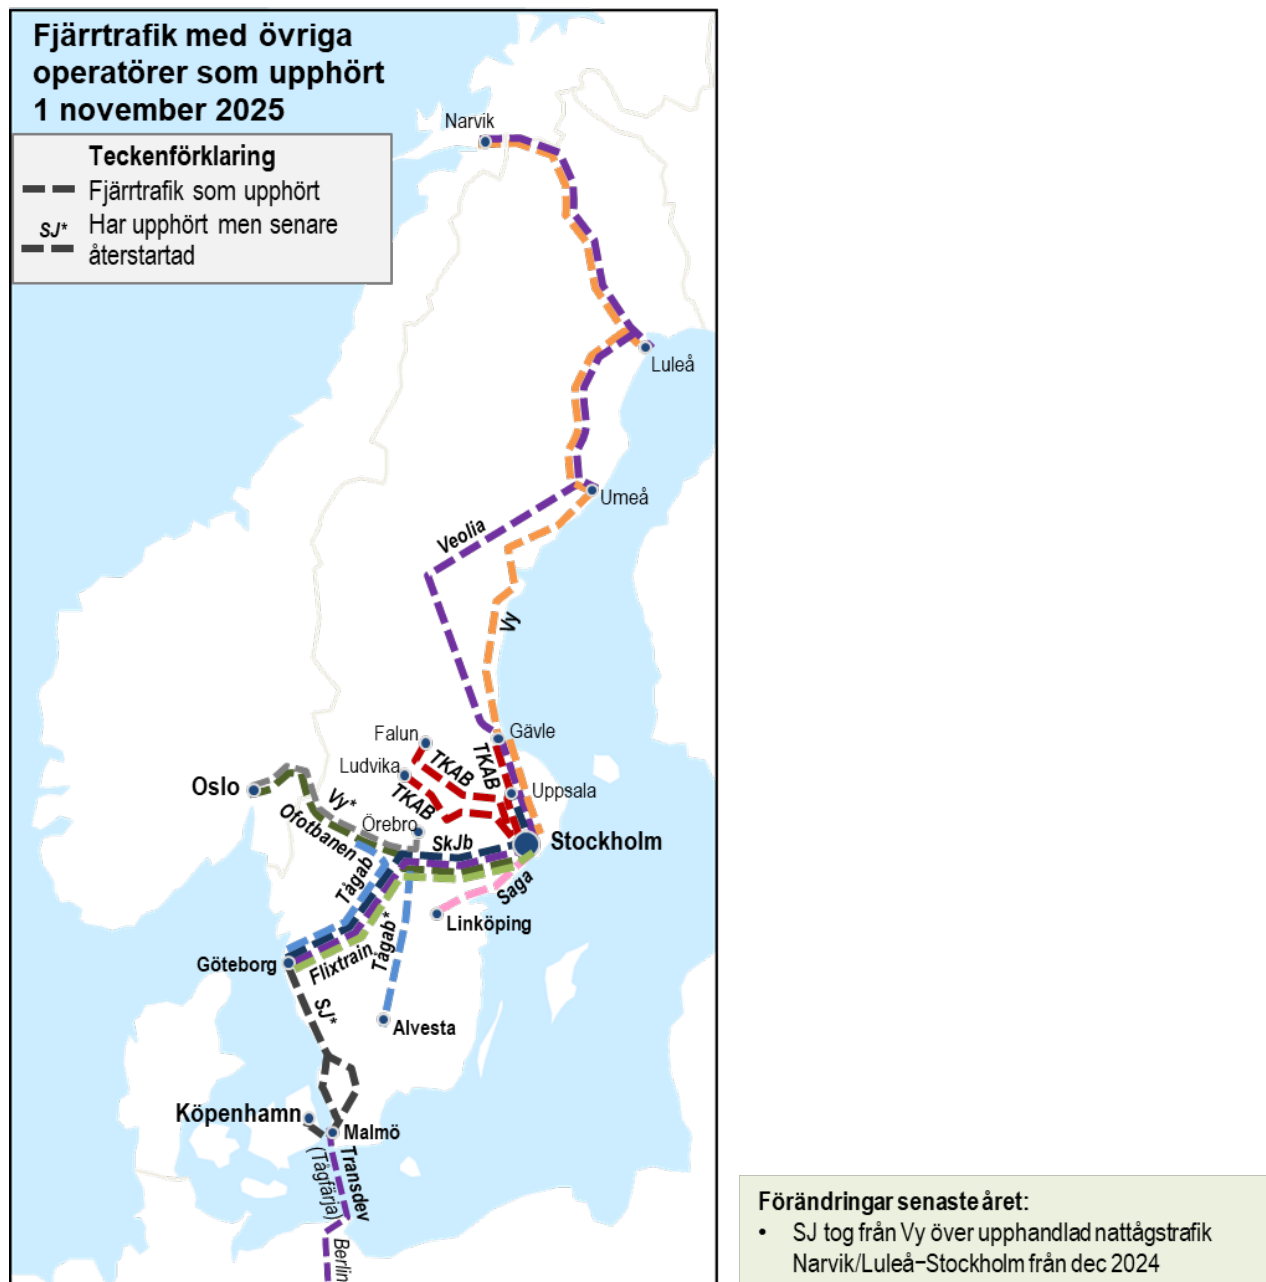 Fjärrtrafik med övriga
operatörer som upphört
1 november 2025
Teckenförklaring
Fjärrtrafik som upphört
SJ* Har upphört men senare
återstartad
Narvik
Luleå
Umeå
Veolia
Vy
Gävle
Falun
TKAB
TKAB
Ludvika
TKAB
Uppsala
Oslo
Vy*
Ofotbanen
Örebro
SkJb
Stockholm
Tågab
Saga
Linköping
Tågab*
Flixtrain
Göteborg
SJ*
Alvesta
Köpenhamn
Malmö
Transdev
(Tågfärja)
Berlin
Förändringar senaste året:
• SJ tog från Vy över upphandlad nattågstrafik
Narvik/Luleå–Stockholm från dec 2024